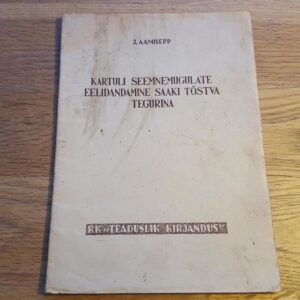 J. AAMISEPP
KARTULI SEEMNEMUGULATE
EELIDANDAMINE SAAKI TÕSTVA
TEGURINA
RK „TEADUSLIK KIRJANDUS”